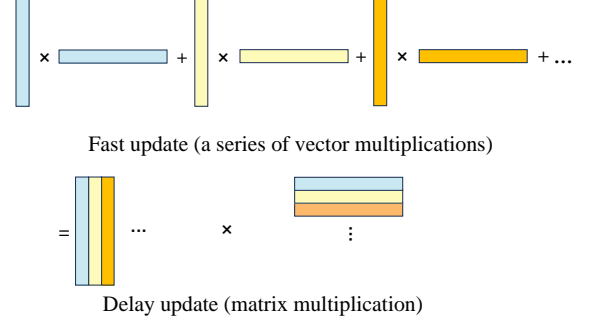 × + × + × + ...
Fast update (a series of vector multiplications)
= ... × ⋮
Delay update (matrix multiplication)